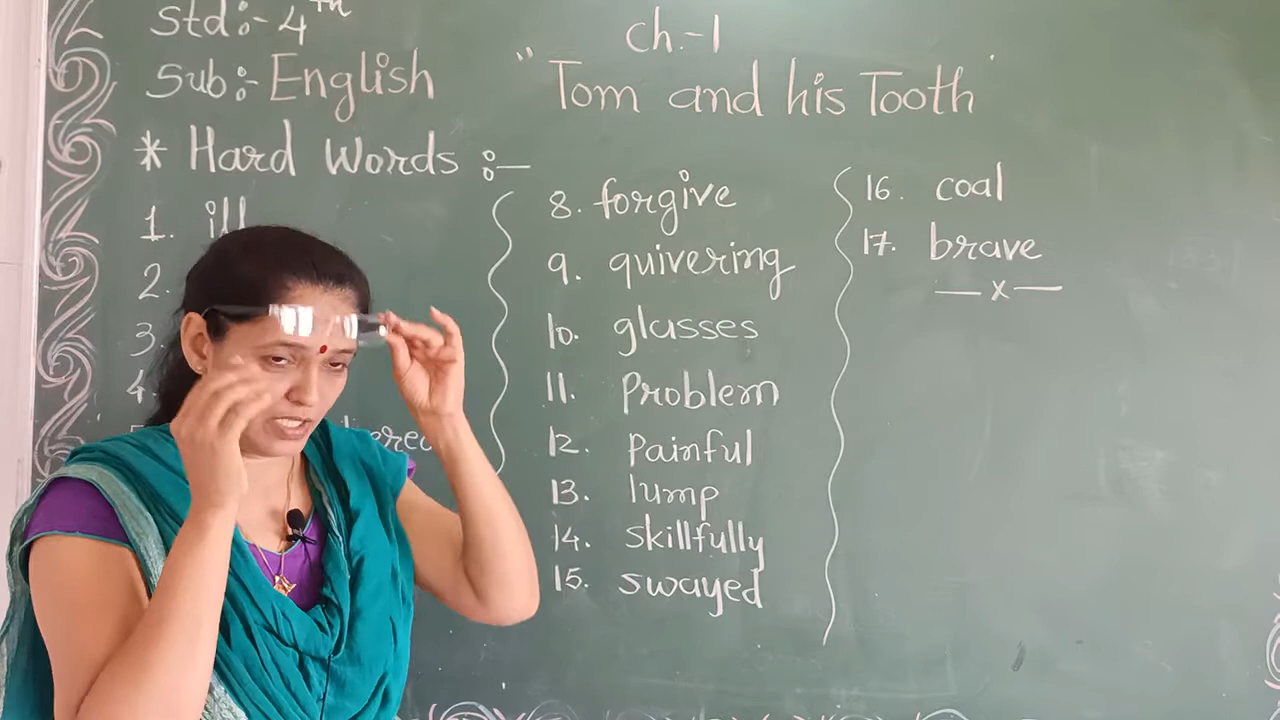 Std:- 4th
Sub:- English
Ch.-1
"Tom and his Tooth"
* Hard Words :-
1. ill
2.
3.
4.
8. forgive
9. quivering
10. glasses
11. Problem
12. Painful
13. lump
14. skillfully
15. swayed
16. coal
17. brave
— x —